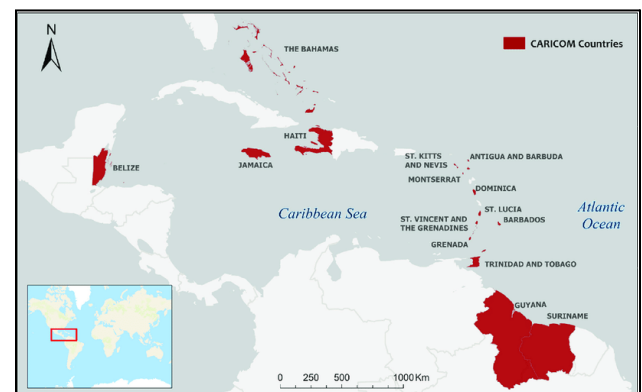 N
THE BAHAMAS
CARICOM Countries
HAITI
JAMAICA
BELIZE
ST. KITTS
AND NEVIS
ANTIGUA AND BARBUDA
MONTSERRAT
DOMINICA
ST. LUCIA
Caribbean Sea
ST. VINCENT AND
THE GRENADINES
BARBADOS
Atlantic
Ocean
GRENADA
TRINIDAD AND TOBAGO
GUYANA
SURINAME
0 250 500 1000 Km